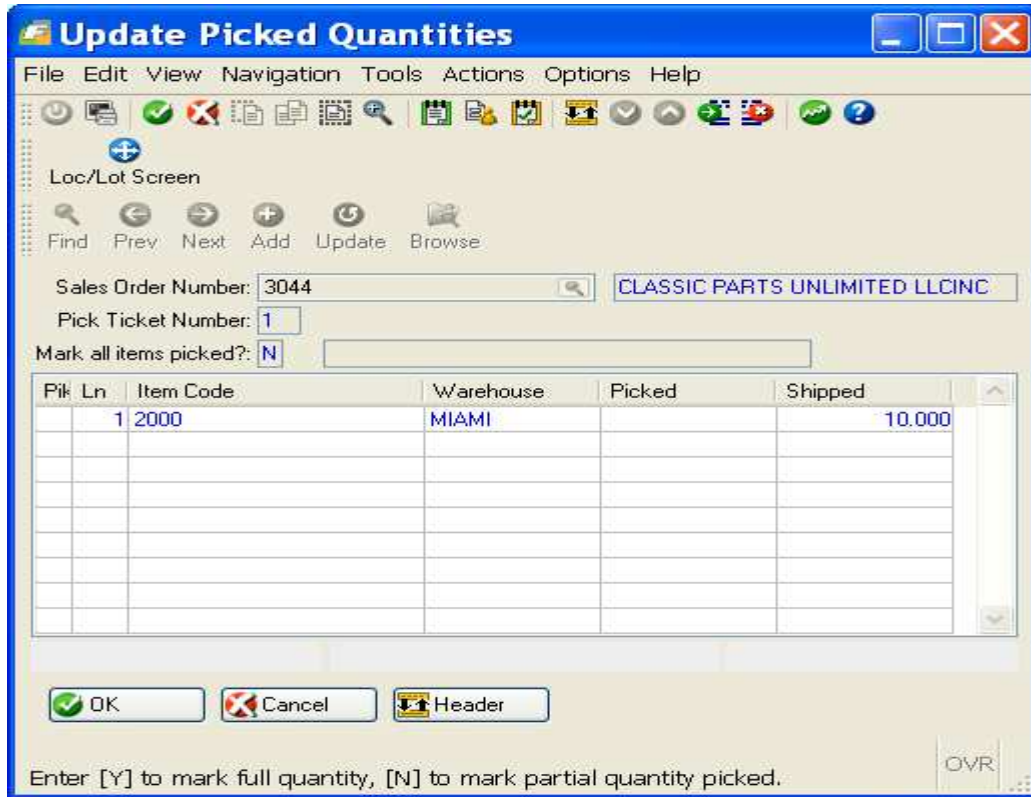 Update Picked Quantities
File Edit View Navigation Tools Actions Options Help
Loc/Lot Screen
Find Prev Next Add Update Browse
Sales Order Number: 3044 CLASSIC PARTS UNLIMITED LLCINC
Pick Ticket Number: 1
Mark all items picked?: N
Pik Ln Item Code Warehouse Picked Shipped
1 2000 MIAMI 10.000
OK Cancel Header
Enter [Y] to mark full quantity, [N] to mark partial quantity picked. OVR